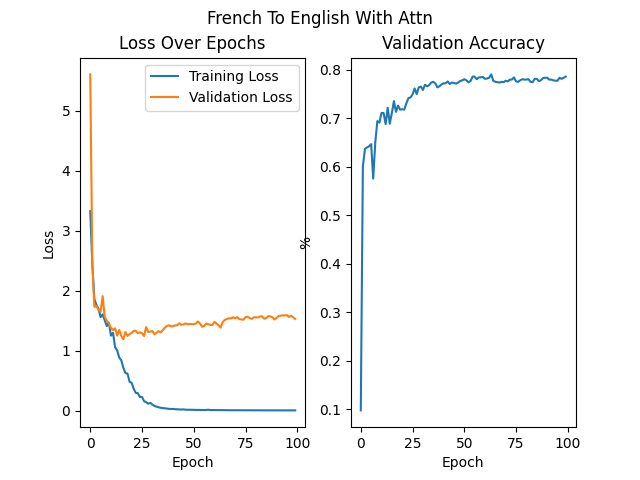 French To English With Attn
Loss Over Epochs
Training Loss
Validation Loss
5
4
3
2
1
0
Loss
0 25 50 75 100
Epoch
Validation Accuracy
0.8
0.7
0.6
0.5
0.4
0.3
0.2
0.1
%
0 25 50 75 100
Epoch